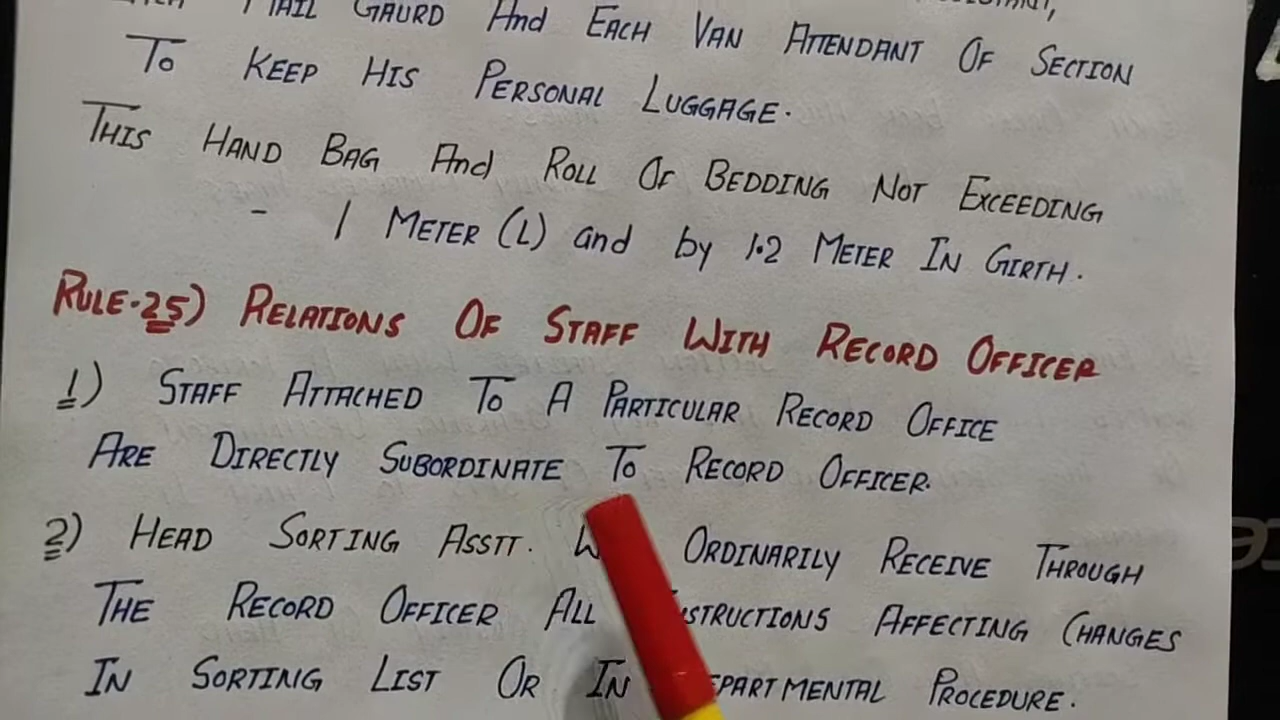 MAIL GAURD And EACH VAN ATTENDANT OF SECTION
TO KEEP HIS PERSONAL LUGGAGE.
THIS HAND BAG And ROLL OF BEDDING NOT EXCEEDING
- 1 METER (L) and by 1.2 METER IN GIRTH.
RULE-25) RELATIONS OF STAFF WITH RECORD OFFICER
1) STAFF ATTACHED TO A PARTICULAR RECORD OFFICE
ARE DIRECTLY SUBORDINATE TO RECORD OFFICER.
2) HEAD SORTING ASSTT. ORDINARILY RECEIVE THROUGH
THE RECORD OFFICER ALL INSTRUCTIONS AFFECTING CHANGES
IN SORTING LIST OR IN DEPARTMENTAL PROCEDURE.